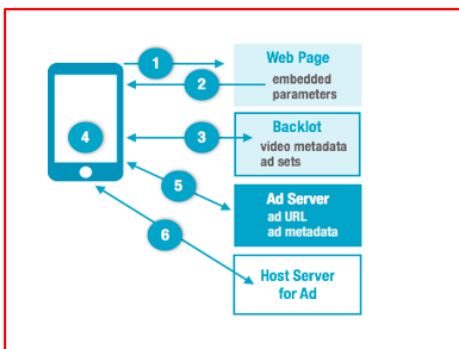 1
Web Page
2
embedded
parameters
4
3
Backlot
video metadata
ad sets
5
Ad Server
ad URL
ad metadata
6
Host Server
for Ad